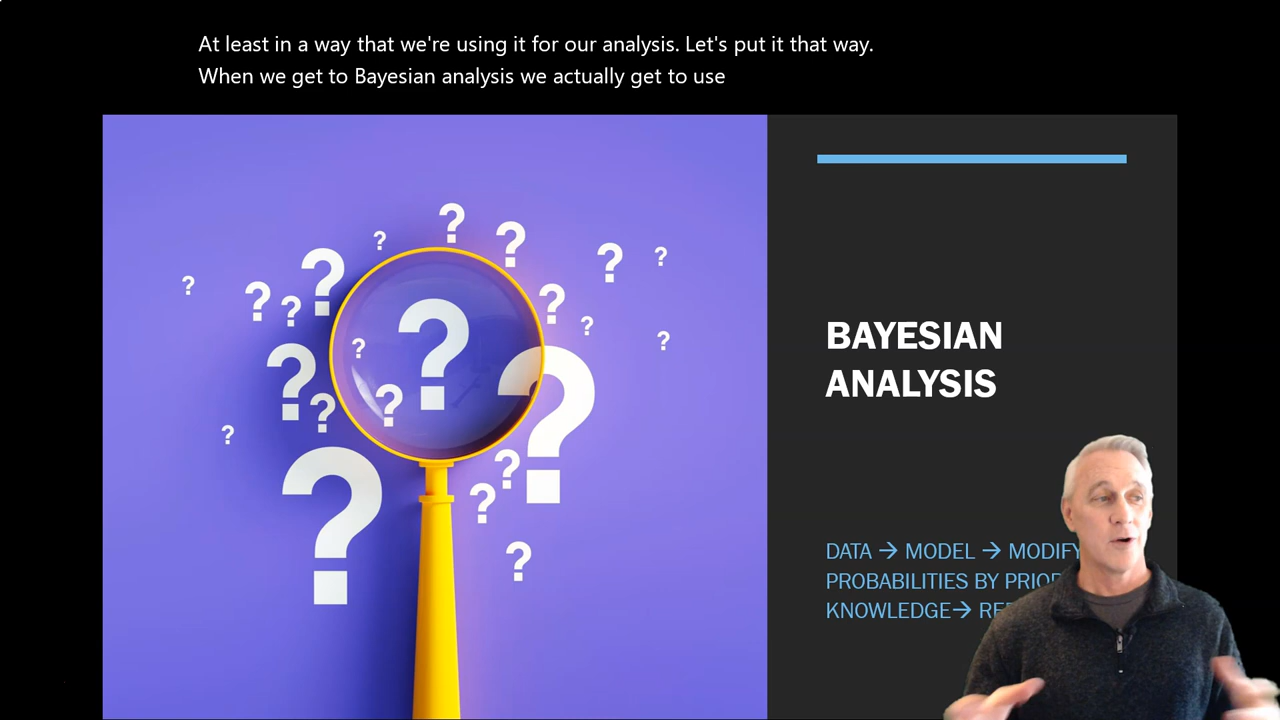 At least in a way that we're using it for our analysis. Let's put it that way.
When we get to Bayesian analysis we actually get to use
BAYESIAN
ANALYSIS
DATA → MODEL → MODIFY
PROBABILITIES BY
KNOWLEDGE→
? ? ? ? ? ? ? ? ? ? ? ? ? ? ? ? ? ? ? ? ? ? ?